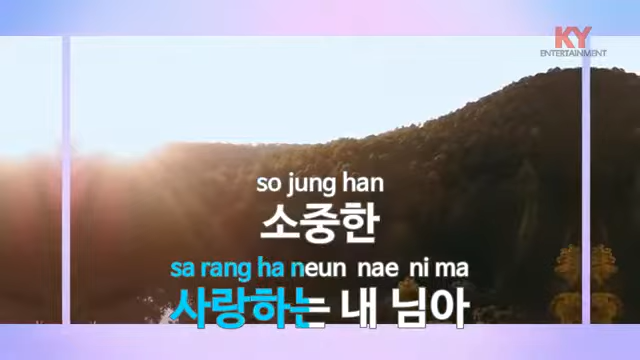 KY
ENTERTAINMENT
so jung han
소중한
sa rang ha neun nae ni ma
사랑하는 내 님아